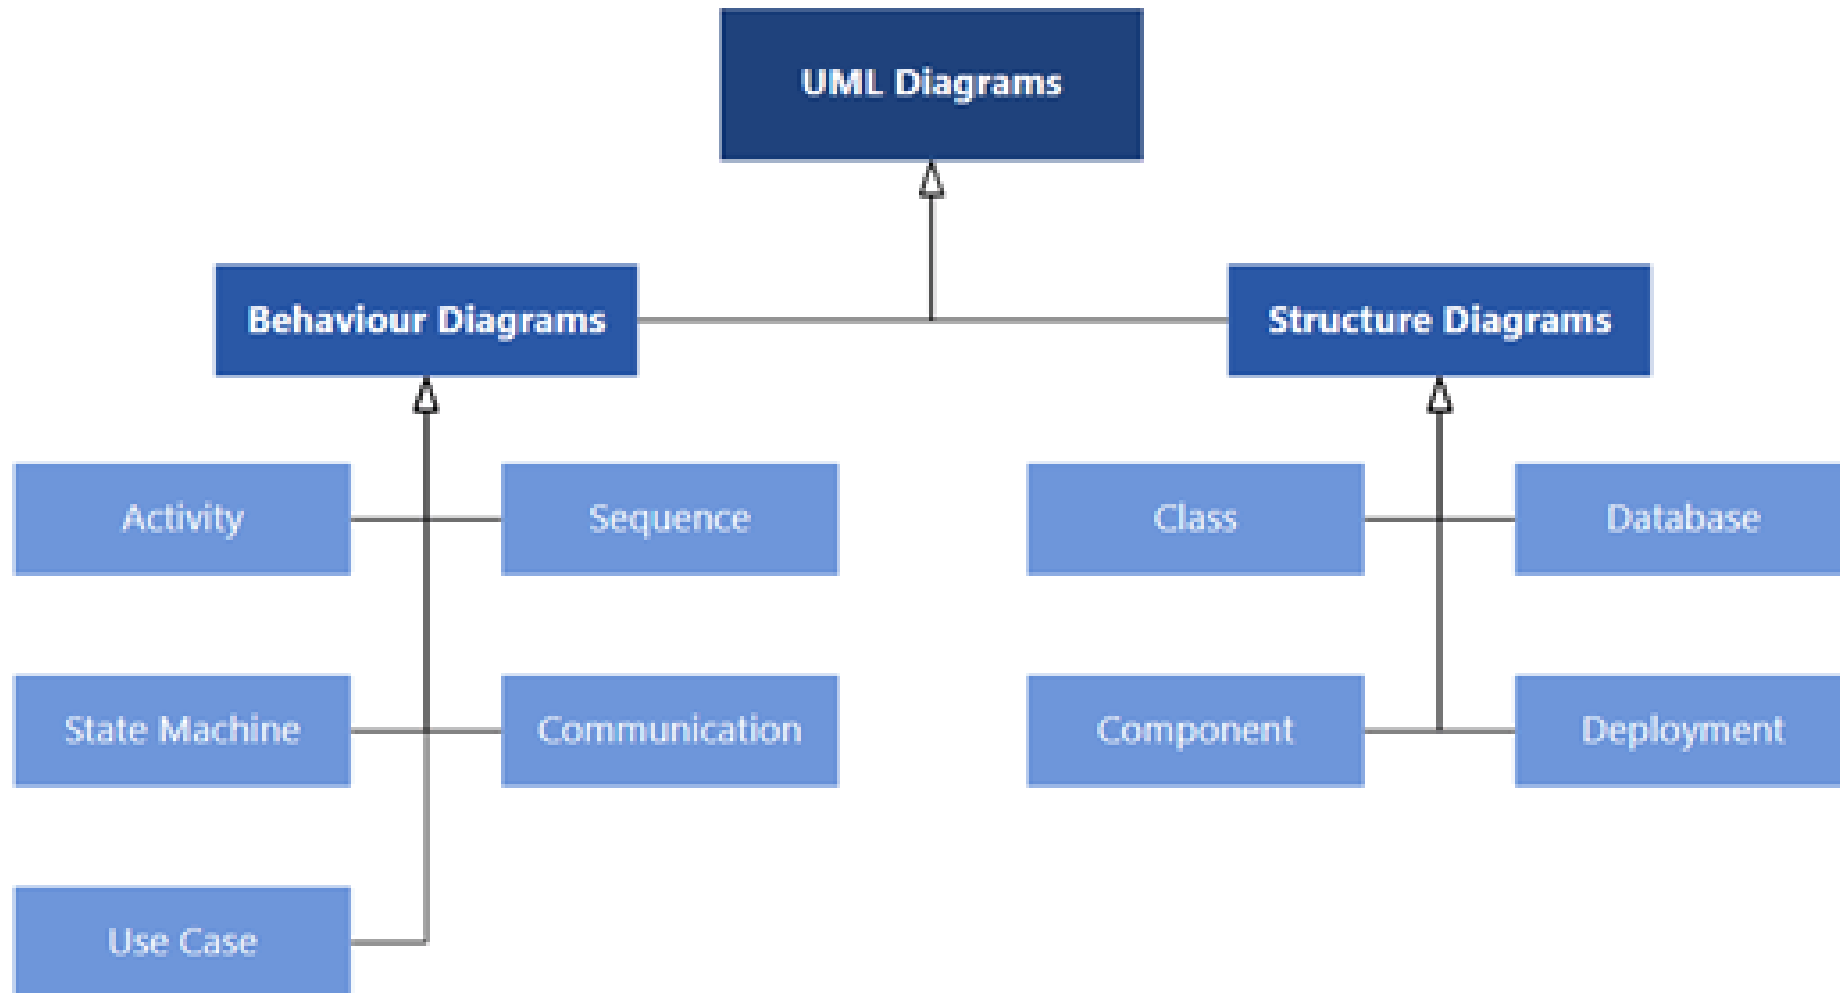 UML Diagrams
Behaviour Diagrams
Structure Diagrams
Activity
Sequence
Class
Database
State Machine
Communication
Component
Deployment
Use Case